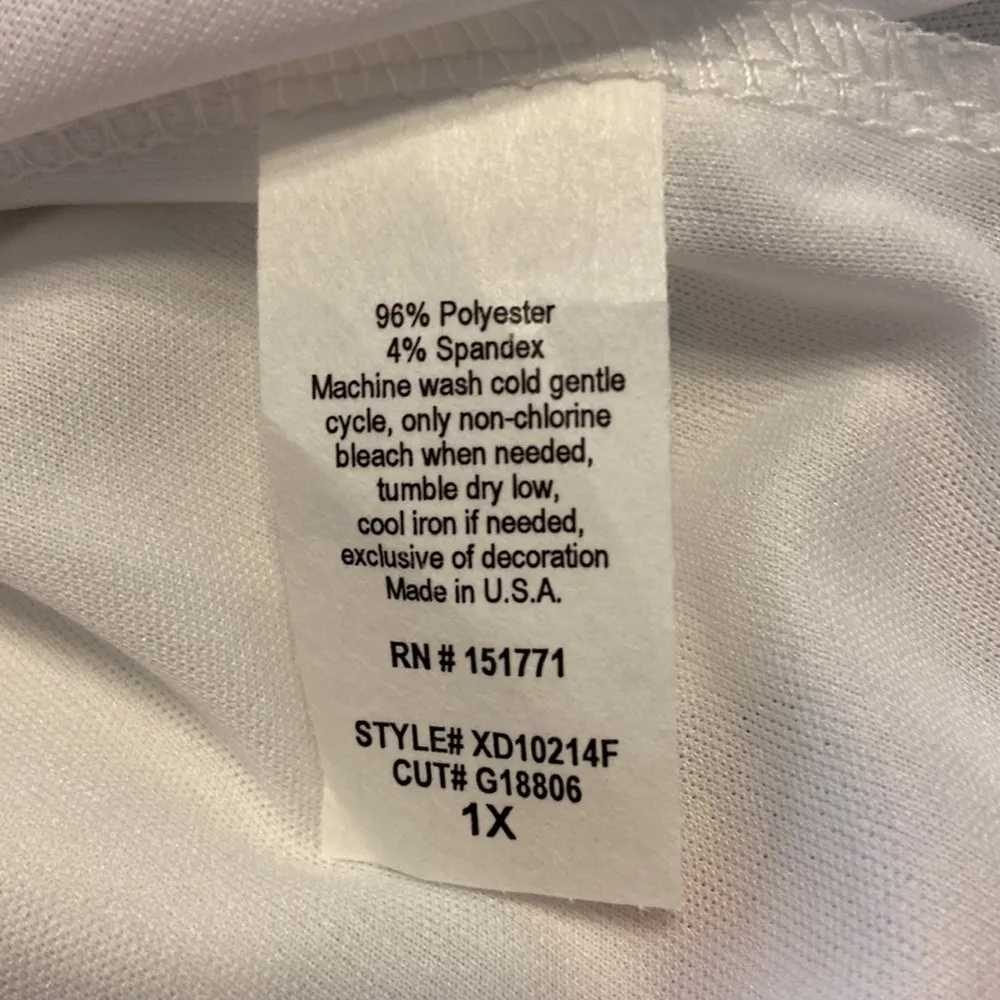 96% Polyester
4% Spandex
Machine wash cold gentle
cycle, only non-chlorine
bleach when needed,
tumble dry low,
cool iron if needed,
exclusive of decoration
Made in U.S.A.
RN # 151771
STYLE# XD10214F
CUT# G18806
1X